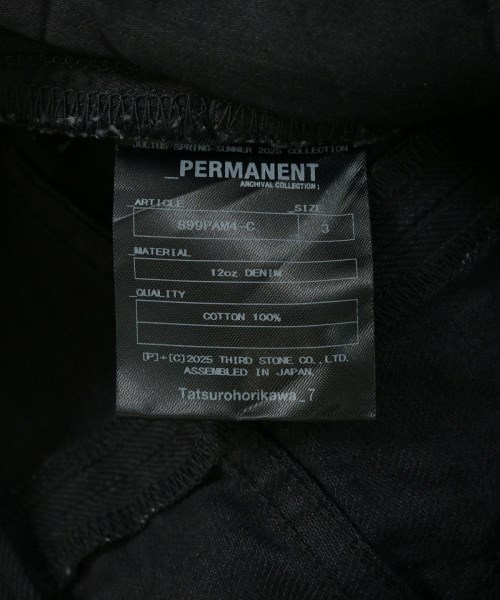 JULIUS SPRING-SUMMER 2025 COLLECTION
_PERMANENT
ARCHIVAL COLLECTION;
_ARTICLE _SIZE
899PAM4-C 3
_MATERIAL
12oz DENIM
_QUALITY
COTTON 100%
[P]+[C]2025 THIRD STONE CO.,LTD.
ASSEMBLED IN JAPAN.
Tatsurohorikawa_7